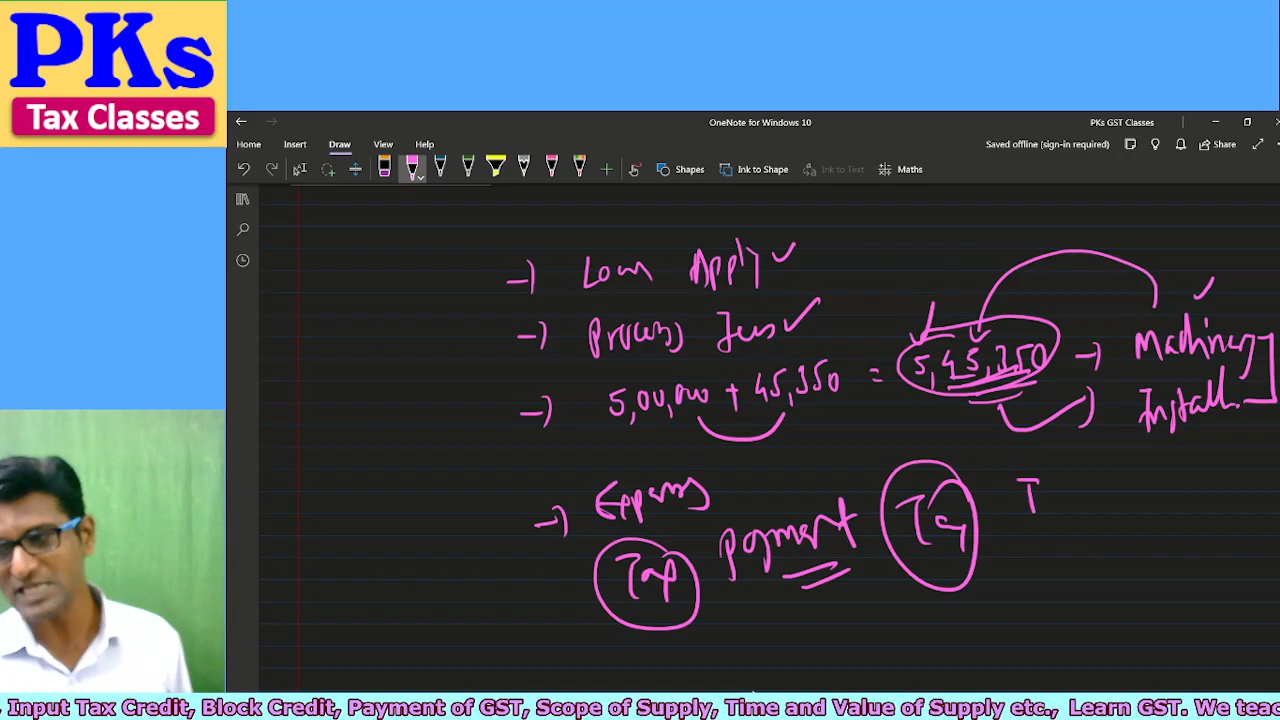 PKs
Tax Classes
OneNote for Windows 10
PKs GST Classes
Home Insert Draw View Help
Saved offline (sign-in required)
Share
Shapes
Ink to Shape
Ink to Text
Maths
→ Loan Apply ✓
→ Process Fees ✓
→ 5,00,000 + 45,350 = 5,45,350 → Machinery
Install.
→ Expenses
payment
T
, Input Tax Credit, Block Credit, Payment of GST, Scope of Supply, Time and Value of Supply etc., Learn GST. We teac